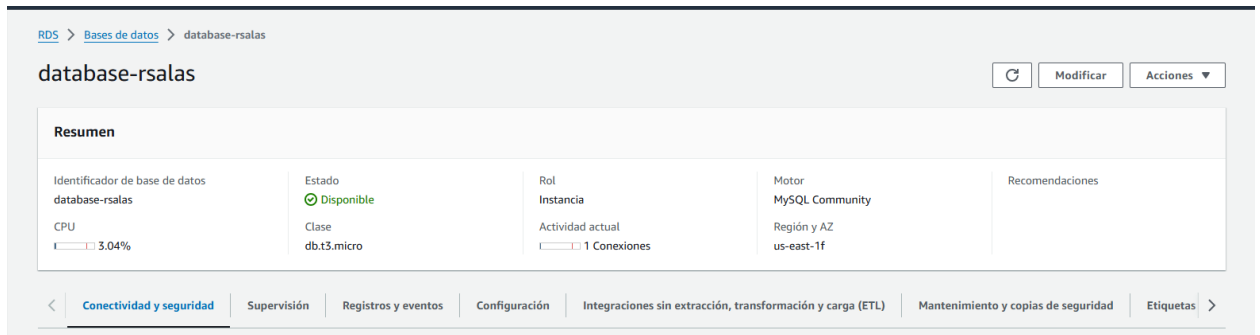 RDS > Bases de datos > database-rsalas
database-rsalas
Modificar
Acciones
Resumen
Identificador de base de datos
database-rsalas
Estado
Disponible
Rol
Instancia
Motor
MySQL Community
Recomendaciones
CPU
3.04%
Clase
db.t3.micro
Actividad actual
1 Conexiones
Región y AZ
us-east-1f
Conectividad y seguridad
Supervisión
Registros y eventos
Configuración
Integraciones sin extracción, transformación y carga (ETL)
Mantenimiento y copias de seguridad
Etiquetas